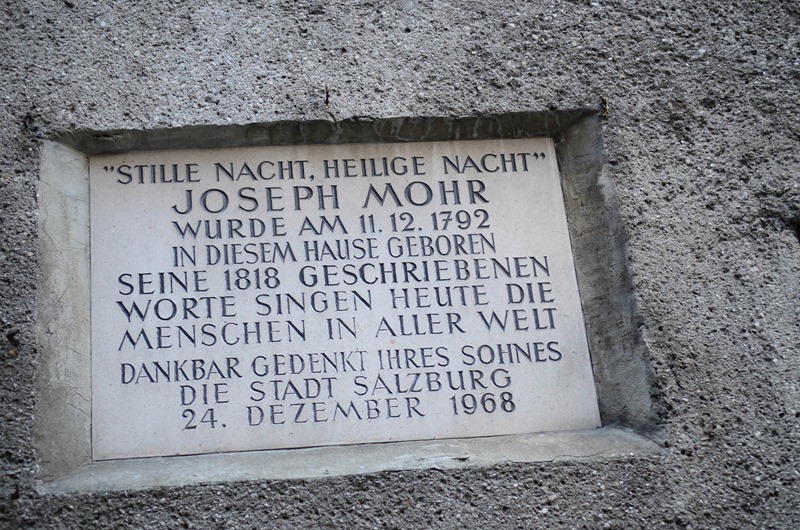 "STILLE NACHT, HEILIGE NACHT"
JOSEPH MOHR
WURDE AM 11.12.1792
IN DIESEM HAUSE GEBOREN
SEINE 1818 GESCHRIEBENEN
WORTE SINGEN HEUTE DIE
MENSCHEN IN ALLER WELT
DANKBAR GEDENKT IHRES SOHNES
DIE STADT SALZBURG
24. DEZEMBER 1968